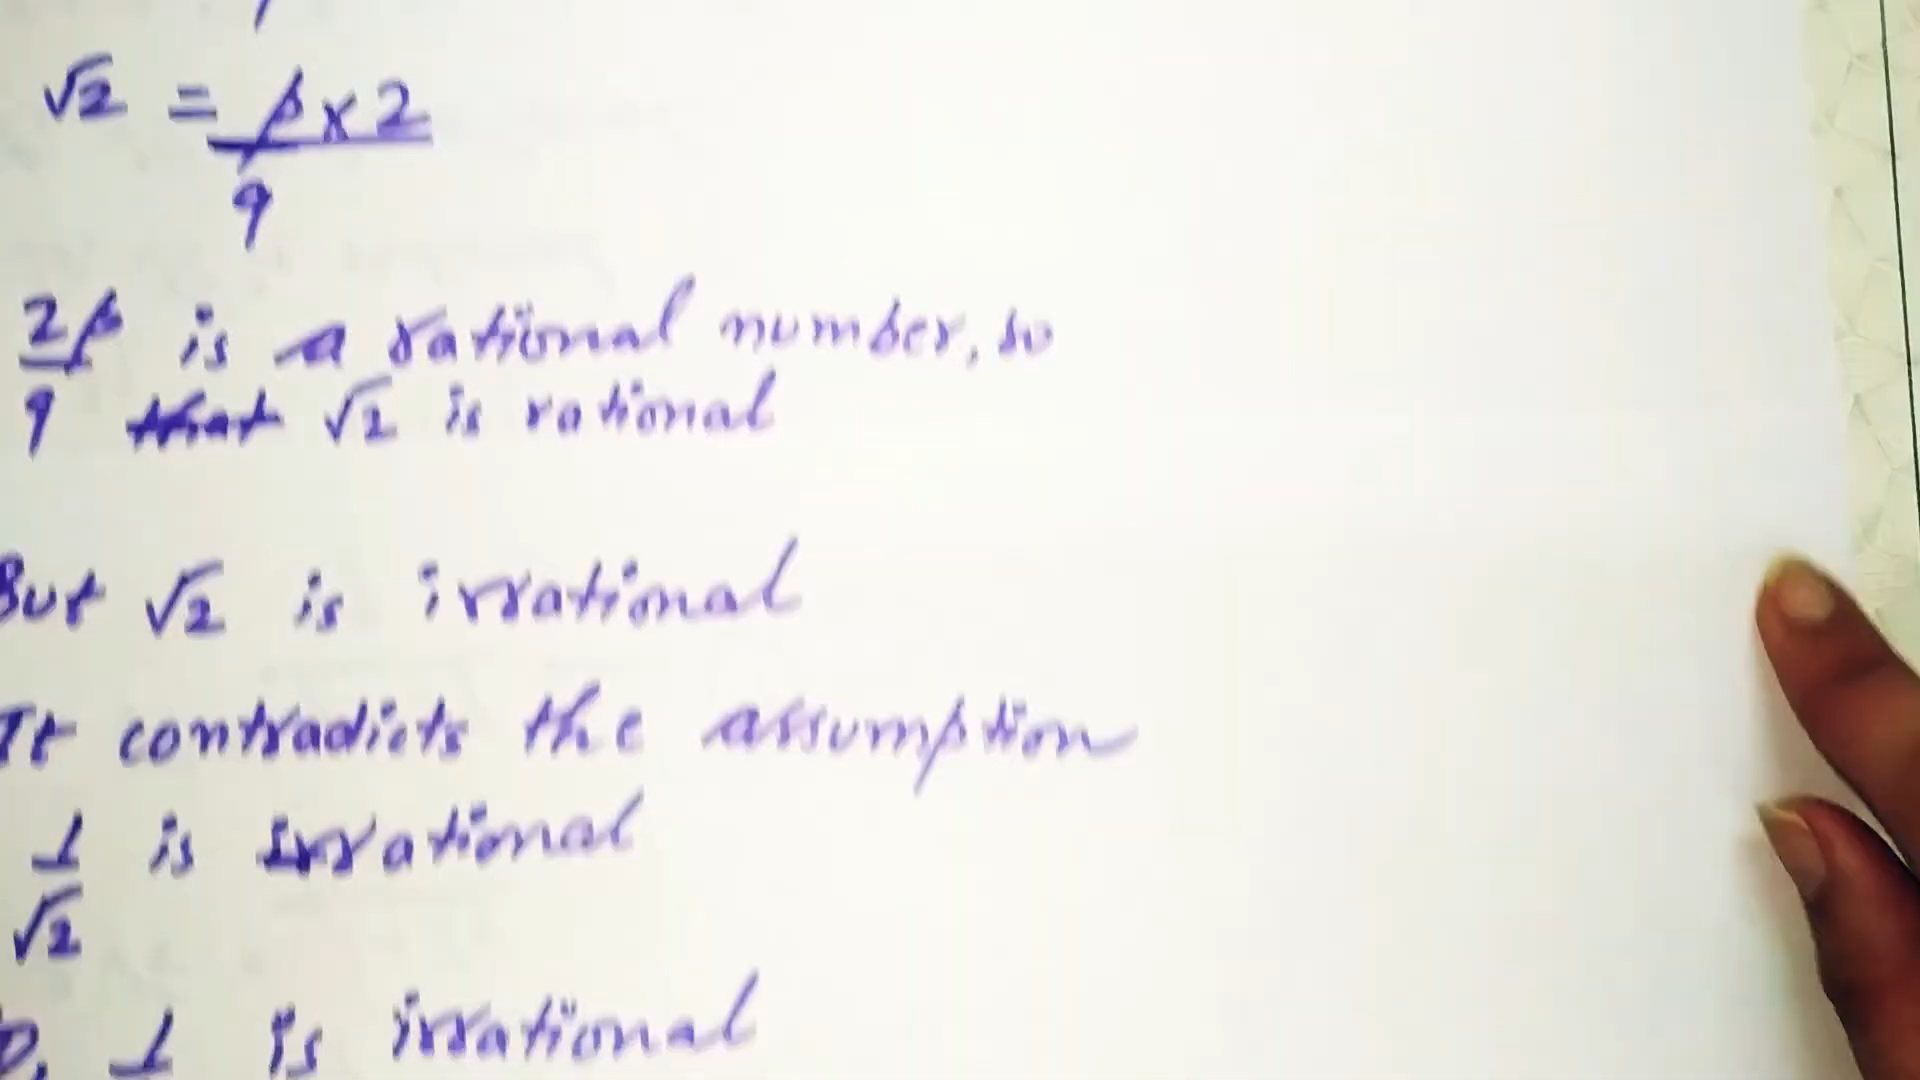 √2 = p x 2
q
2p is a rational number, so
q that √2 is rational
But √2 is irrational
It contradicts the assumption
1 is irrational
√2
1 is irrational